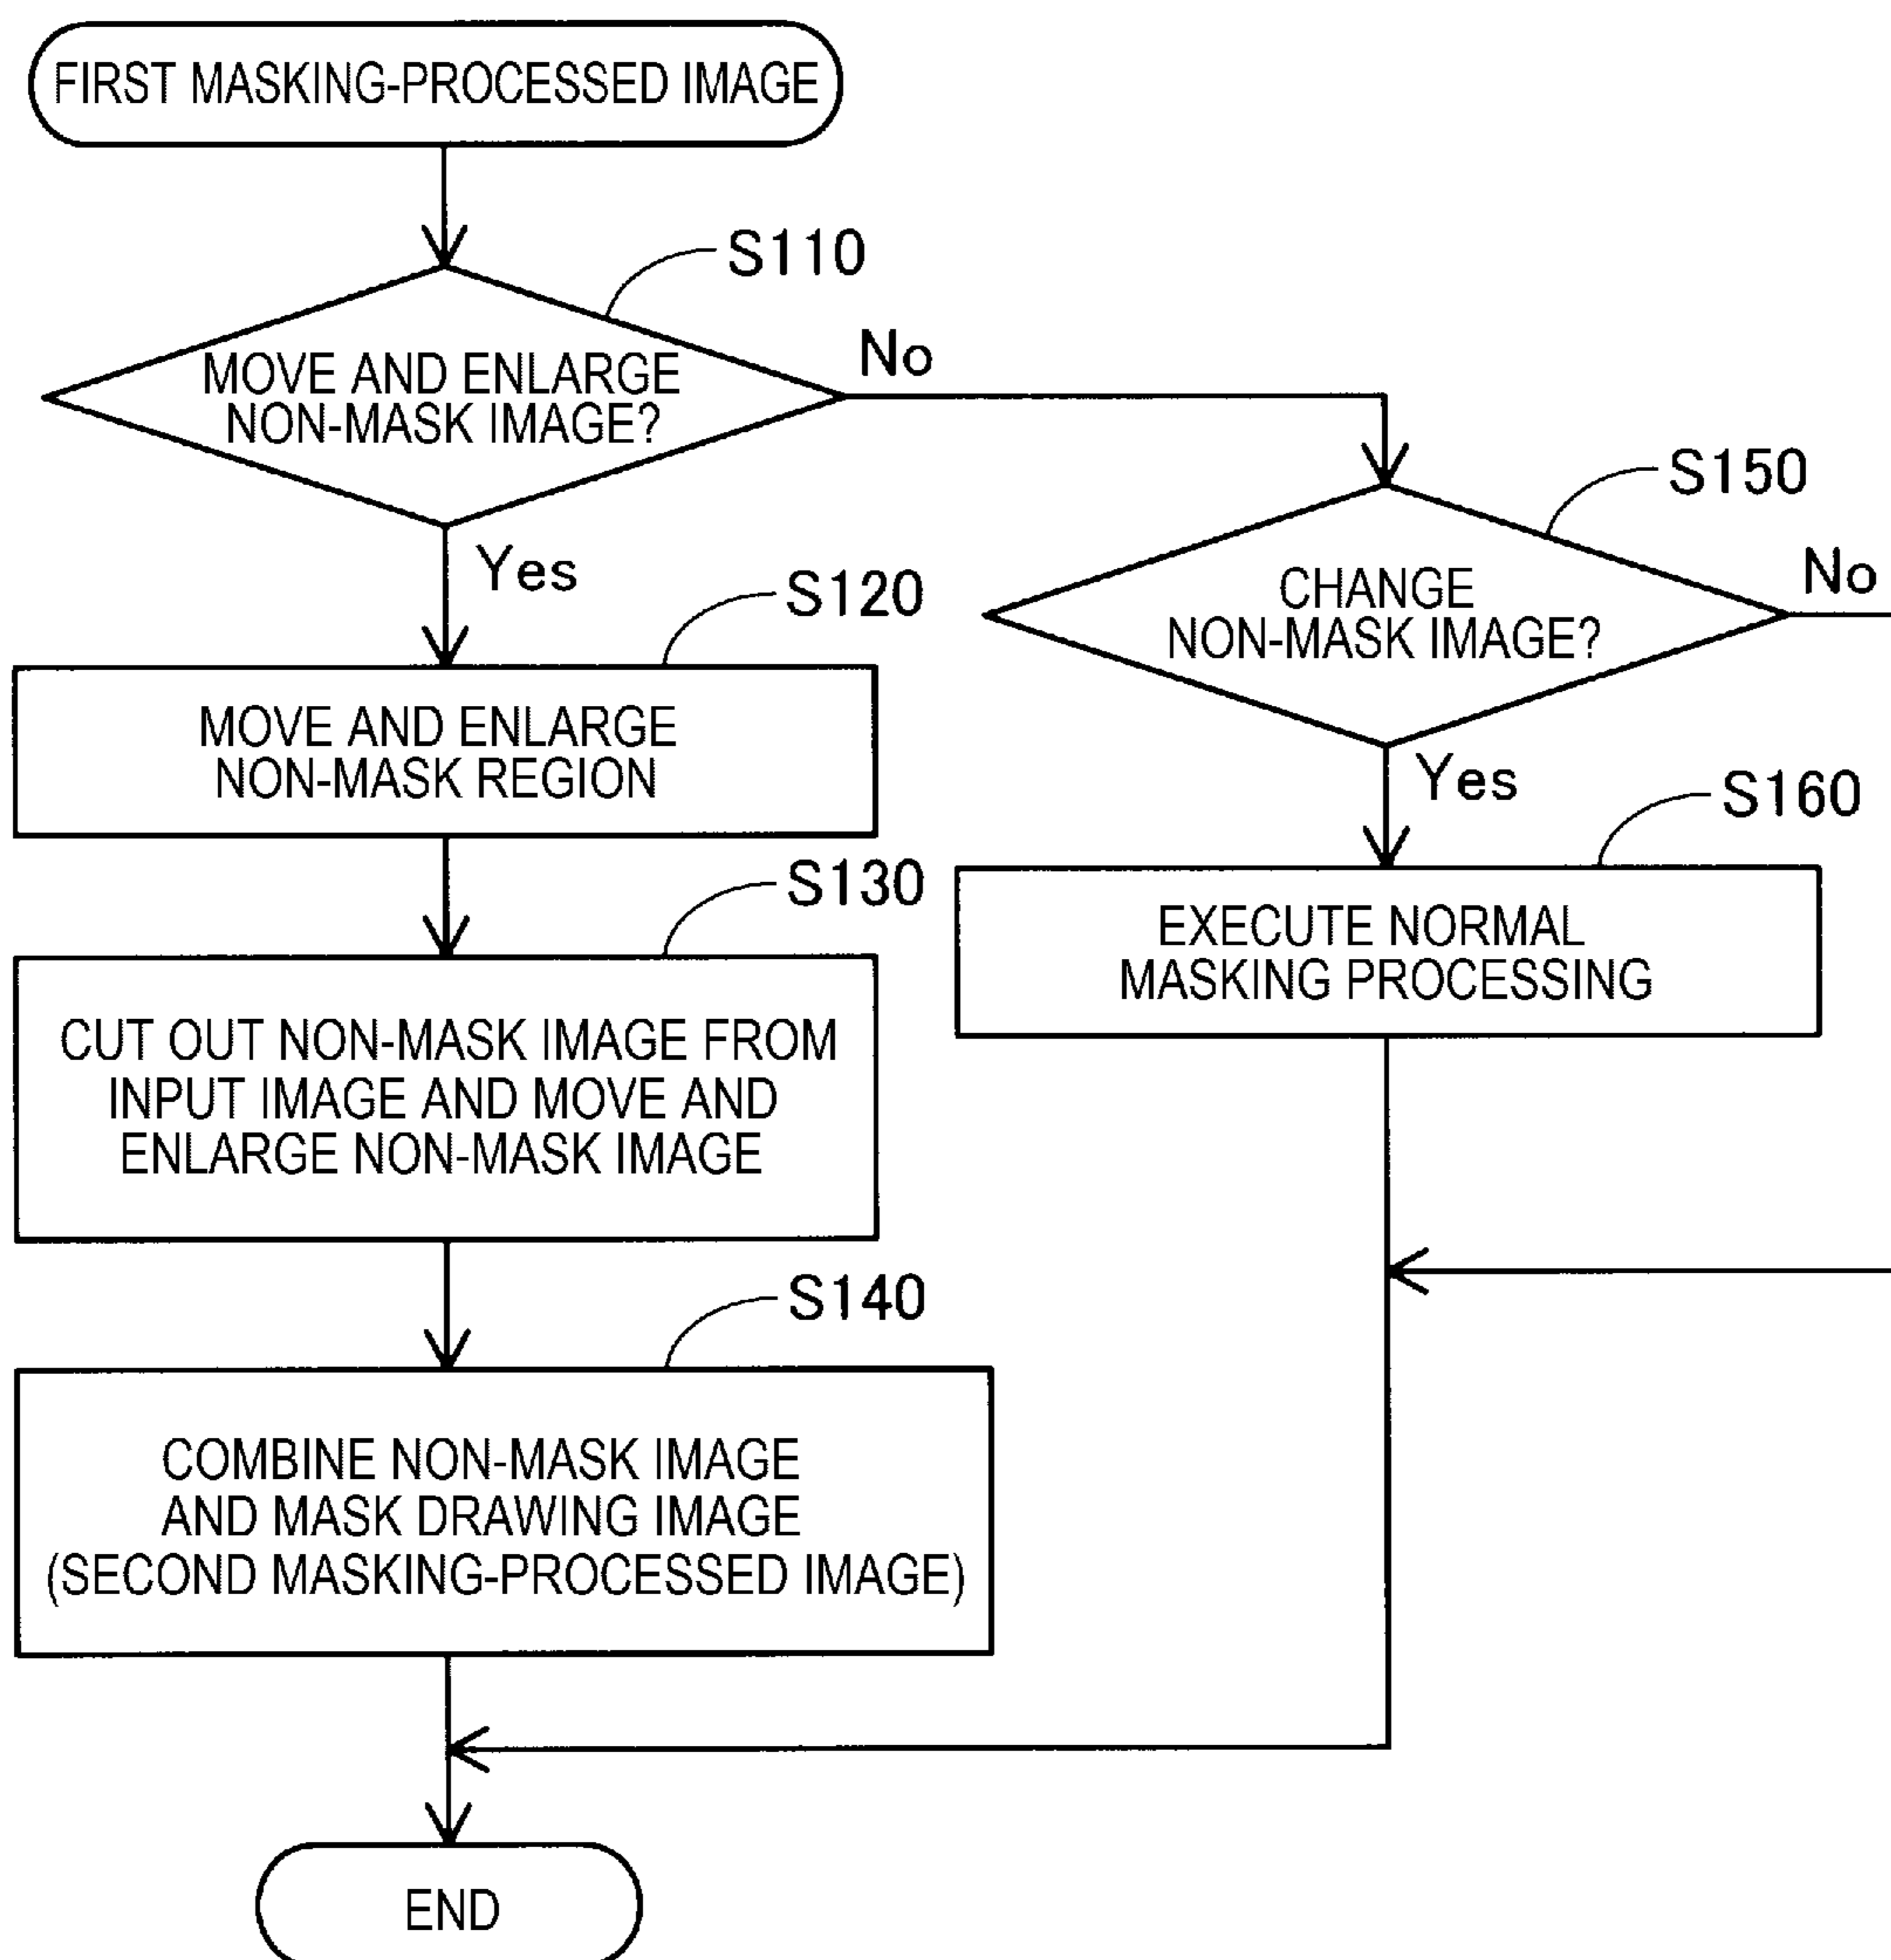 FIRST MASKING-PROCESSED IMAGE
S110
MOVE AND ENLARGE
NON-MASK IMAGE?
No
Yes
S120
MOVE AND ENLARGE
NON-MASK REGION
S130
CUT OUT NON-MASK IMAGE FROM
INPUT IMAGE AND MOVE AND
ENLARGE NON-MASK IMAGE
S140
COMBINE NON-MASK IMAGE
AND MASK DRAWING IMAGE
(SECOND MASKING-PROCESSED IMAGE)
S150
CHANGE
NON-MASK IMAGE?
No
Yes
S160
EXECUTE NORMAL
MASKING PROCESSING
END